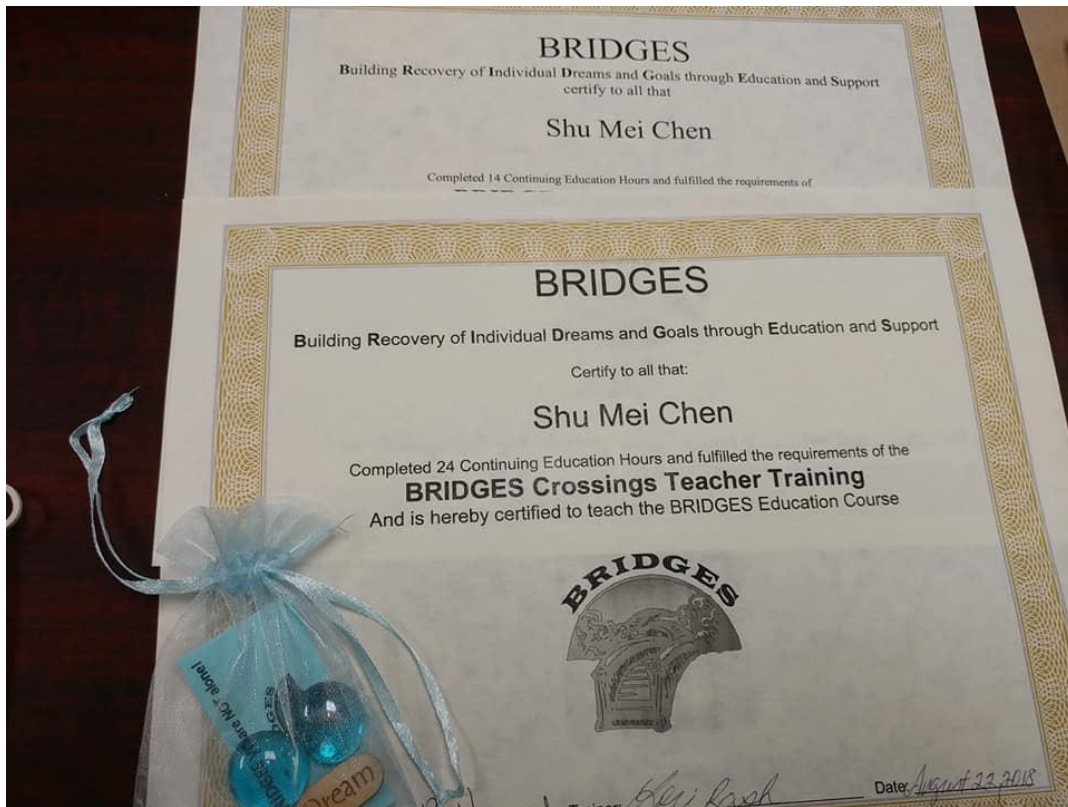 BRIDGES
Building Recovery of Individual Dreams and Goals through Education and Support
certify to all that
Shu Mei Chen
Completed 14 Continuing Education Hours and fulfilled the requirements of
BRIDGES
Building Recovery of Individual Dreams and Goals through Education and Support
Certify to all that:
Shu Mei Chen
Completed 24 Continuing Education Hours and fulfilled the requirements of the
BRIDGES Crossings Teacher Training
And is hereby certified to teach the BRIDGES Education Course
BRIDGES
are NOT alone!
Dream
Date: August 22, 2018